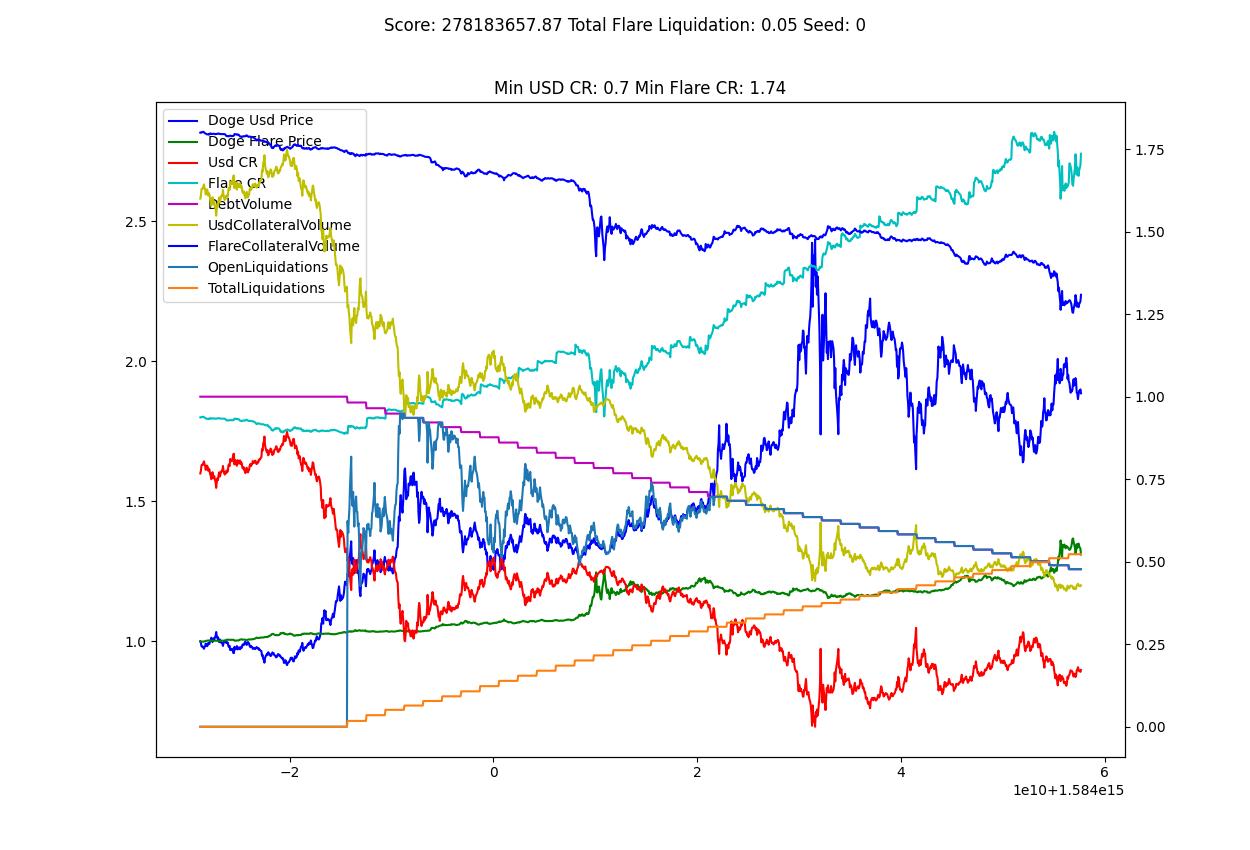 Score: 278183657.87 Total Flare Liquidation: 0.05 Seed: 0
Min USD CR: 0.7 Min Flare CR: 1.74
Doge Usd Price
Doge Flare Price
Usd CR
Flare CR
DebtVolume
UsdCollateralVolume
FlareCollateralVolume
OpenLiquidations
TotalLiquidations
2.5
2.0
1.5
1.0
1.75
1.50
1.25
1.00
0.75
0.50
0.25
0.00
−2 0 2 4 6
1e10+1.584e15